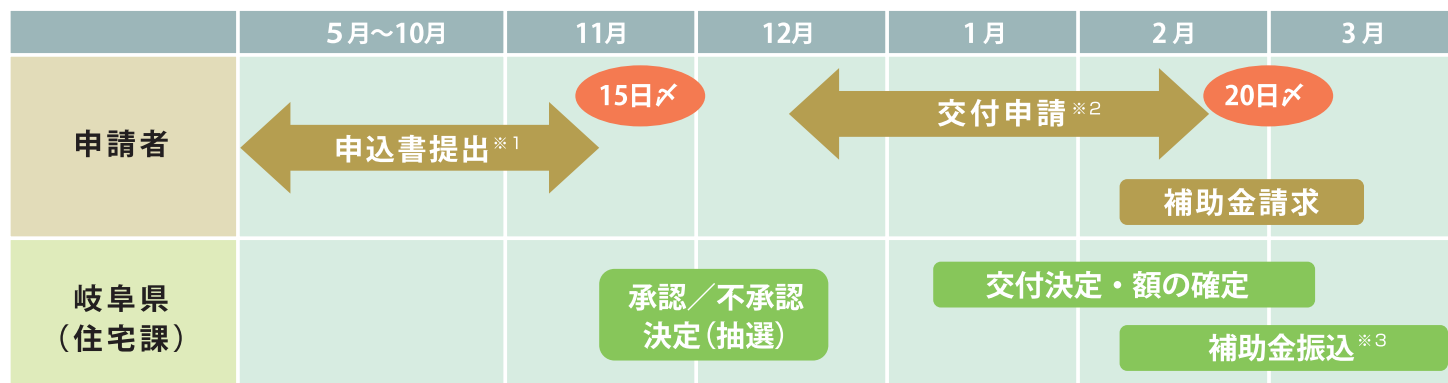 5月〜10月 11月 12月 1月 2月 3月
申請者
申込書提出※1
15日〆
交付申請※2
20日〆
補助金請求
岐阜県
（住宅課）
承認／不承認
決定（抽選）
交付決定・額の確定
補助金振込※3